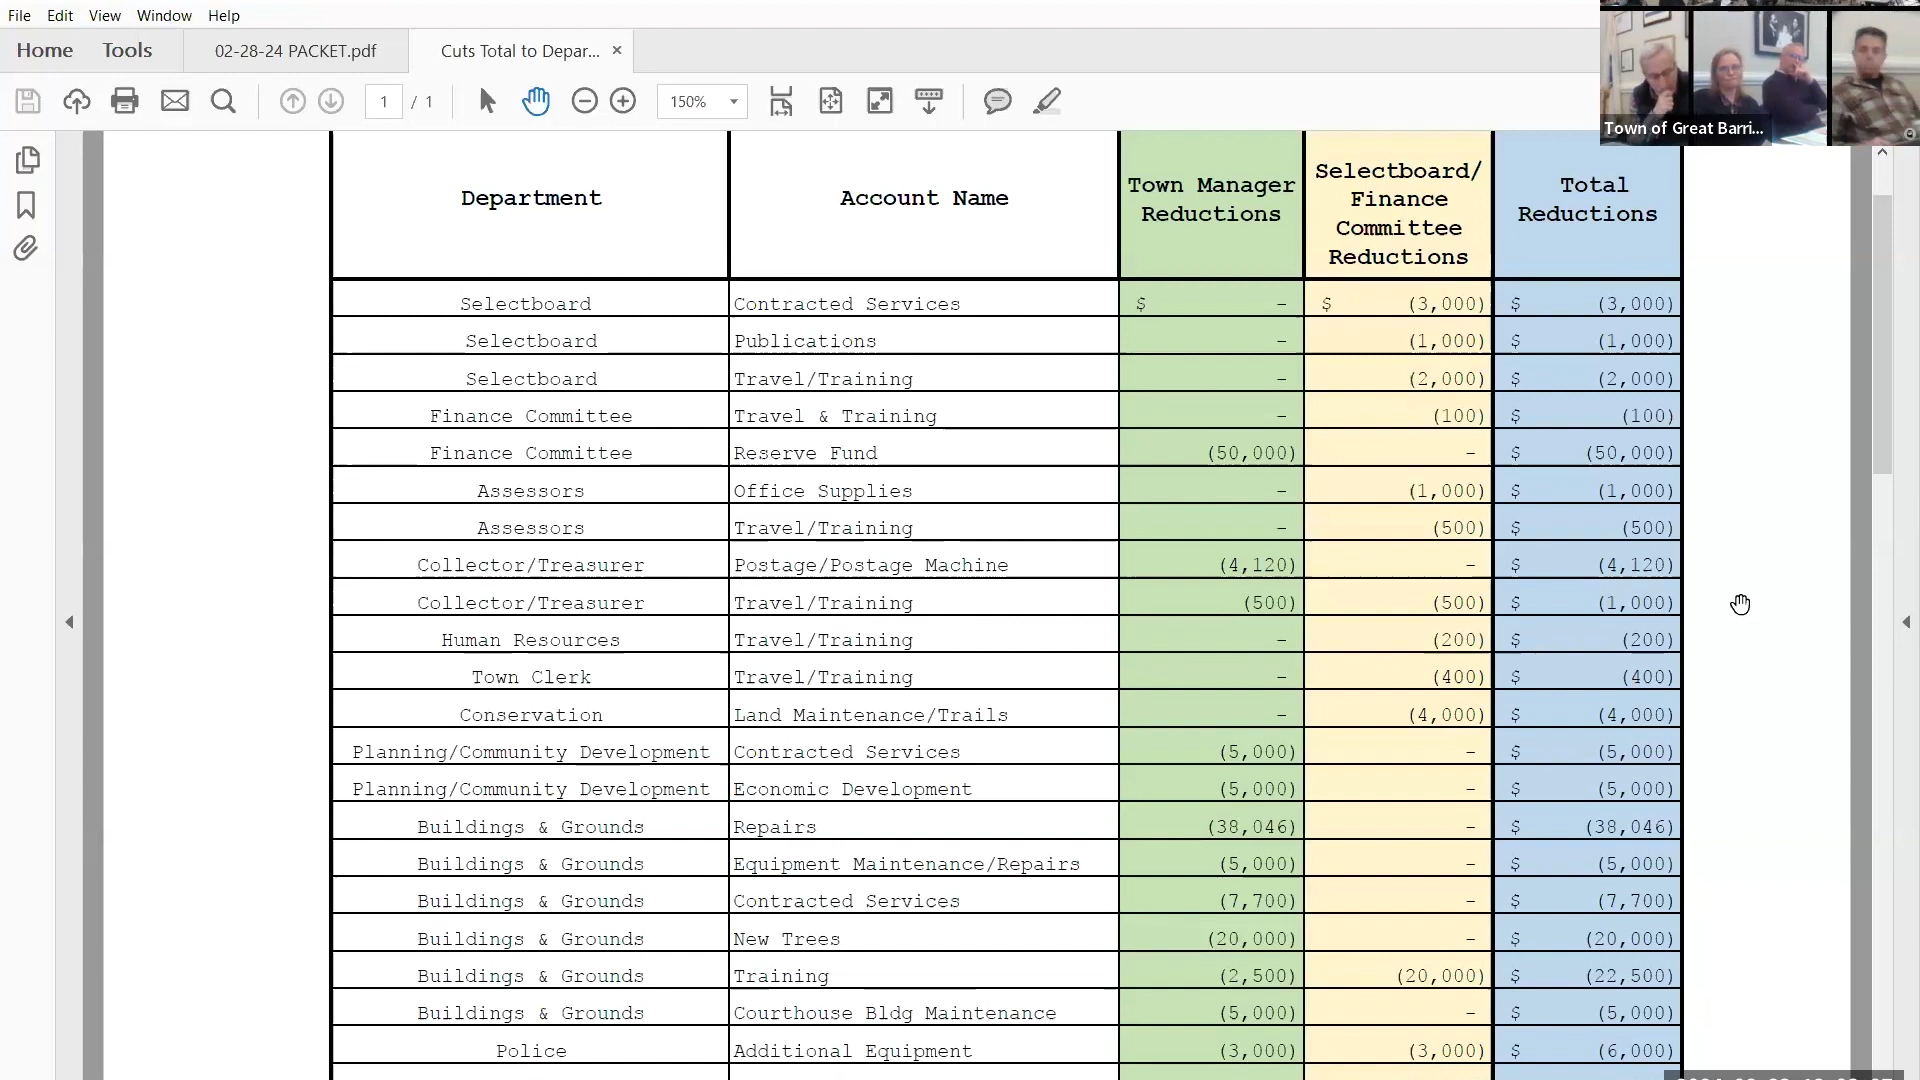 File Edit View Window Help
Home Tools 02-28-24 PACKET.pdf Cuts Total to Depar... ×
1 / 1 150%
Town of Great Barri...
Department Account Name Town Manager Reductions Selectboard/ Finance Committee Reductions Total Reductions
Selectboard Contracted Services $ - $ (3,000) $ (3,000)
Selectboard Publications - (1,000) $ (1,000)
Selectboard Travel/Training - (2,000) $ (2,000)
Finance Committee Travel & Training - (100) $ (100)
Finance Committee Reserve Fund (50,000) - $ (50,000)
Assessors Office Supplies - (1,000) $ (1,000)
Assessors Travel/Training - (500) $ (500)
Collector/Treasurer Postage/Postage Machine (4,120) - $ (4,120)
Collector/Treasurer Travel/Training (500) (500) $ (1,000)
Human Resources Travel/Training - (200) $ (200)
Town Clerk Travel/Training - (400) $ (400)
Conservation Land Maintenance/Trails - (4,000) $ (4,000)
Planning/Community Development Contracted Services (5,000) - $ (5,000)
Planning/Community Development Economic Development (5,000) - $ (5,000)
Buildings & Grounds Repairs (38,046) - $ (38,046)
Buildings & Grounds Equipment Maintenance/Repairs (5,000) - $ (5,000)
Buildings & Grounds Contracted Services (7,700) - $ (7,700)
Buildings & Grounds New Trees (20,000) - $ (20,000)
Buildings & Grounds Training (2,500) (20,000) $ (22,500)
Buildings & Grounds Courthouse Bldg Maintenance (5,000) - $ (5,000)
Police Additional Equipment (3,000) (3,000) $ (6,000)